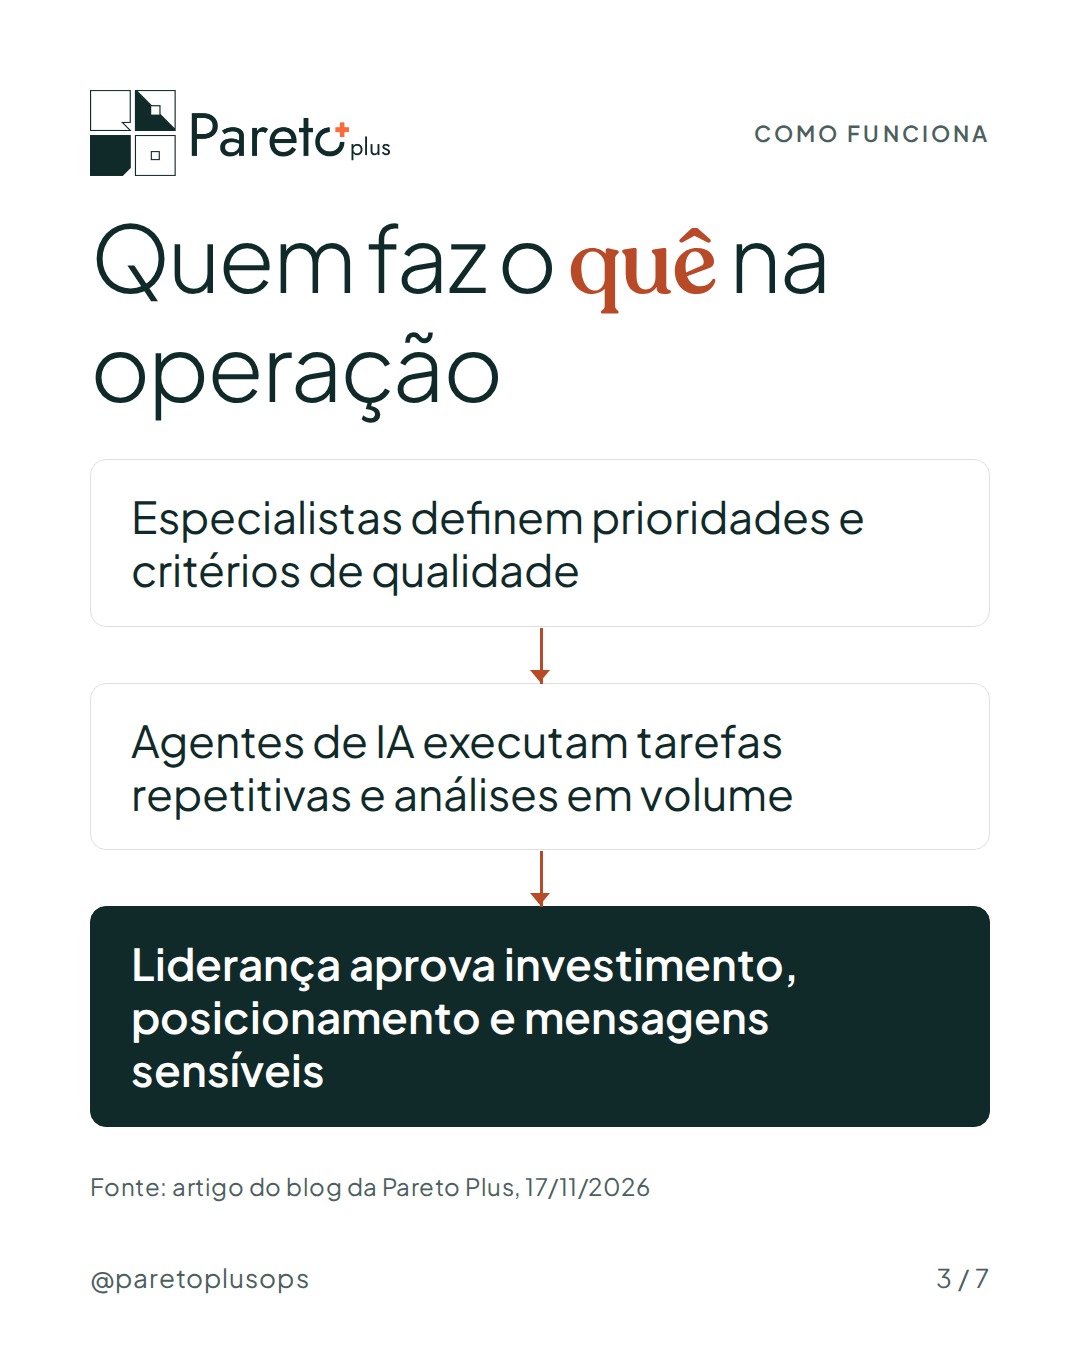 Pareto plus
COMO FUNCIONA
Quem faz o quê na
operação
Especialistas definem prioridades e
critérios de qualidade
Agentes de IA executam tarefas
repetitivas e análises em volume
Liderança aprova investimento,
posicionamento e mensagens
sensíveis
Fonte: artigo do blog da Pareto Plus, 17/11/2026
@paretoplusops
3 / 7